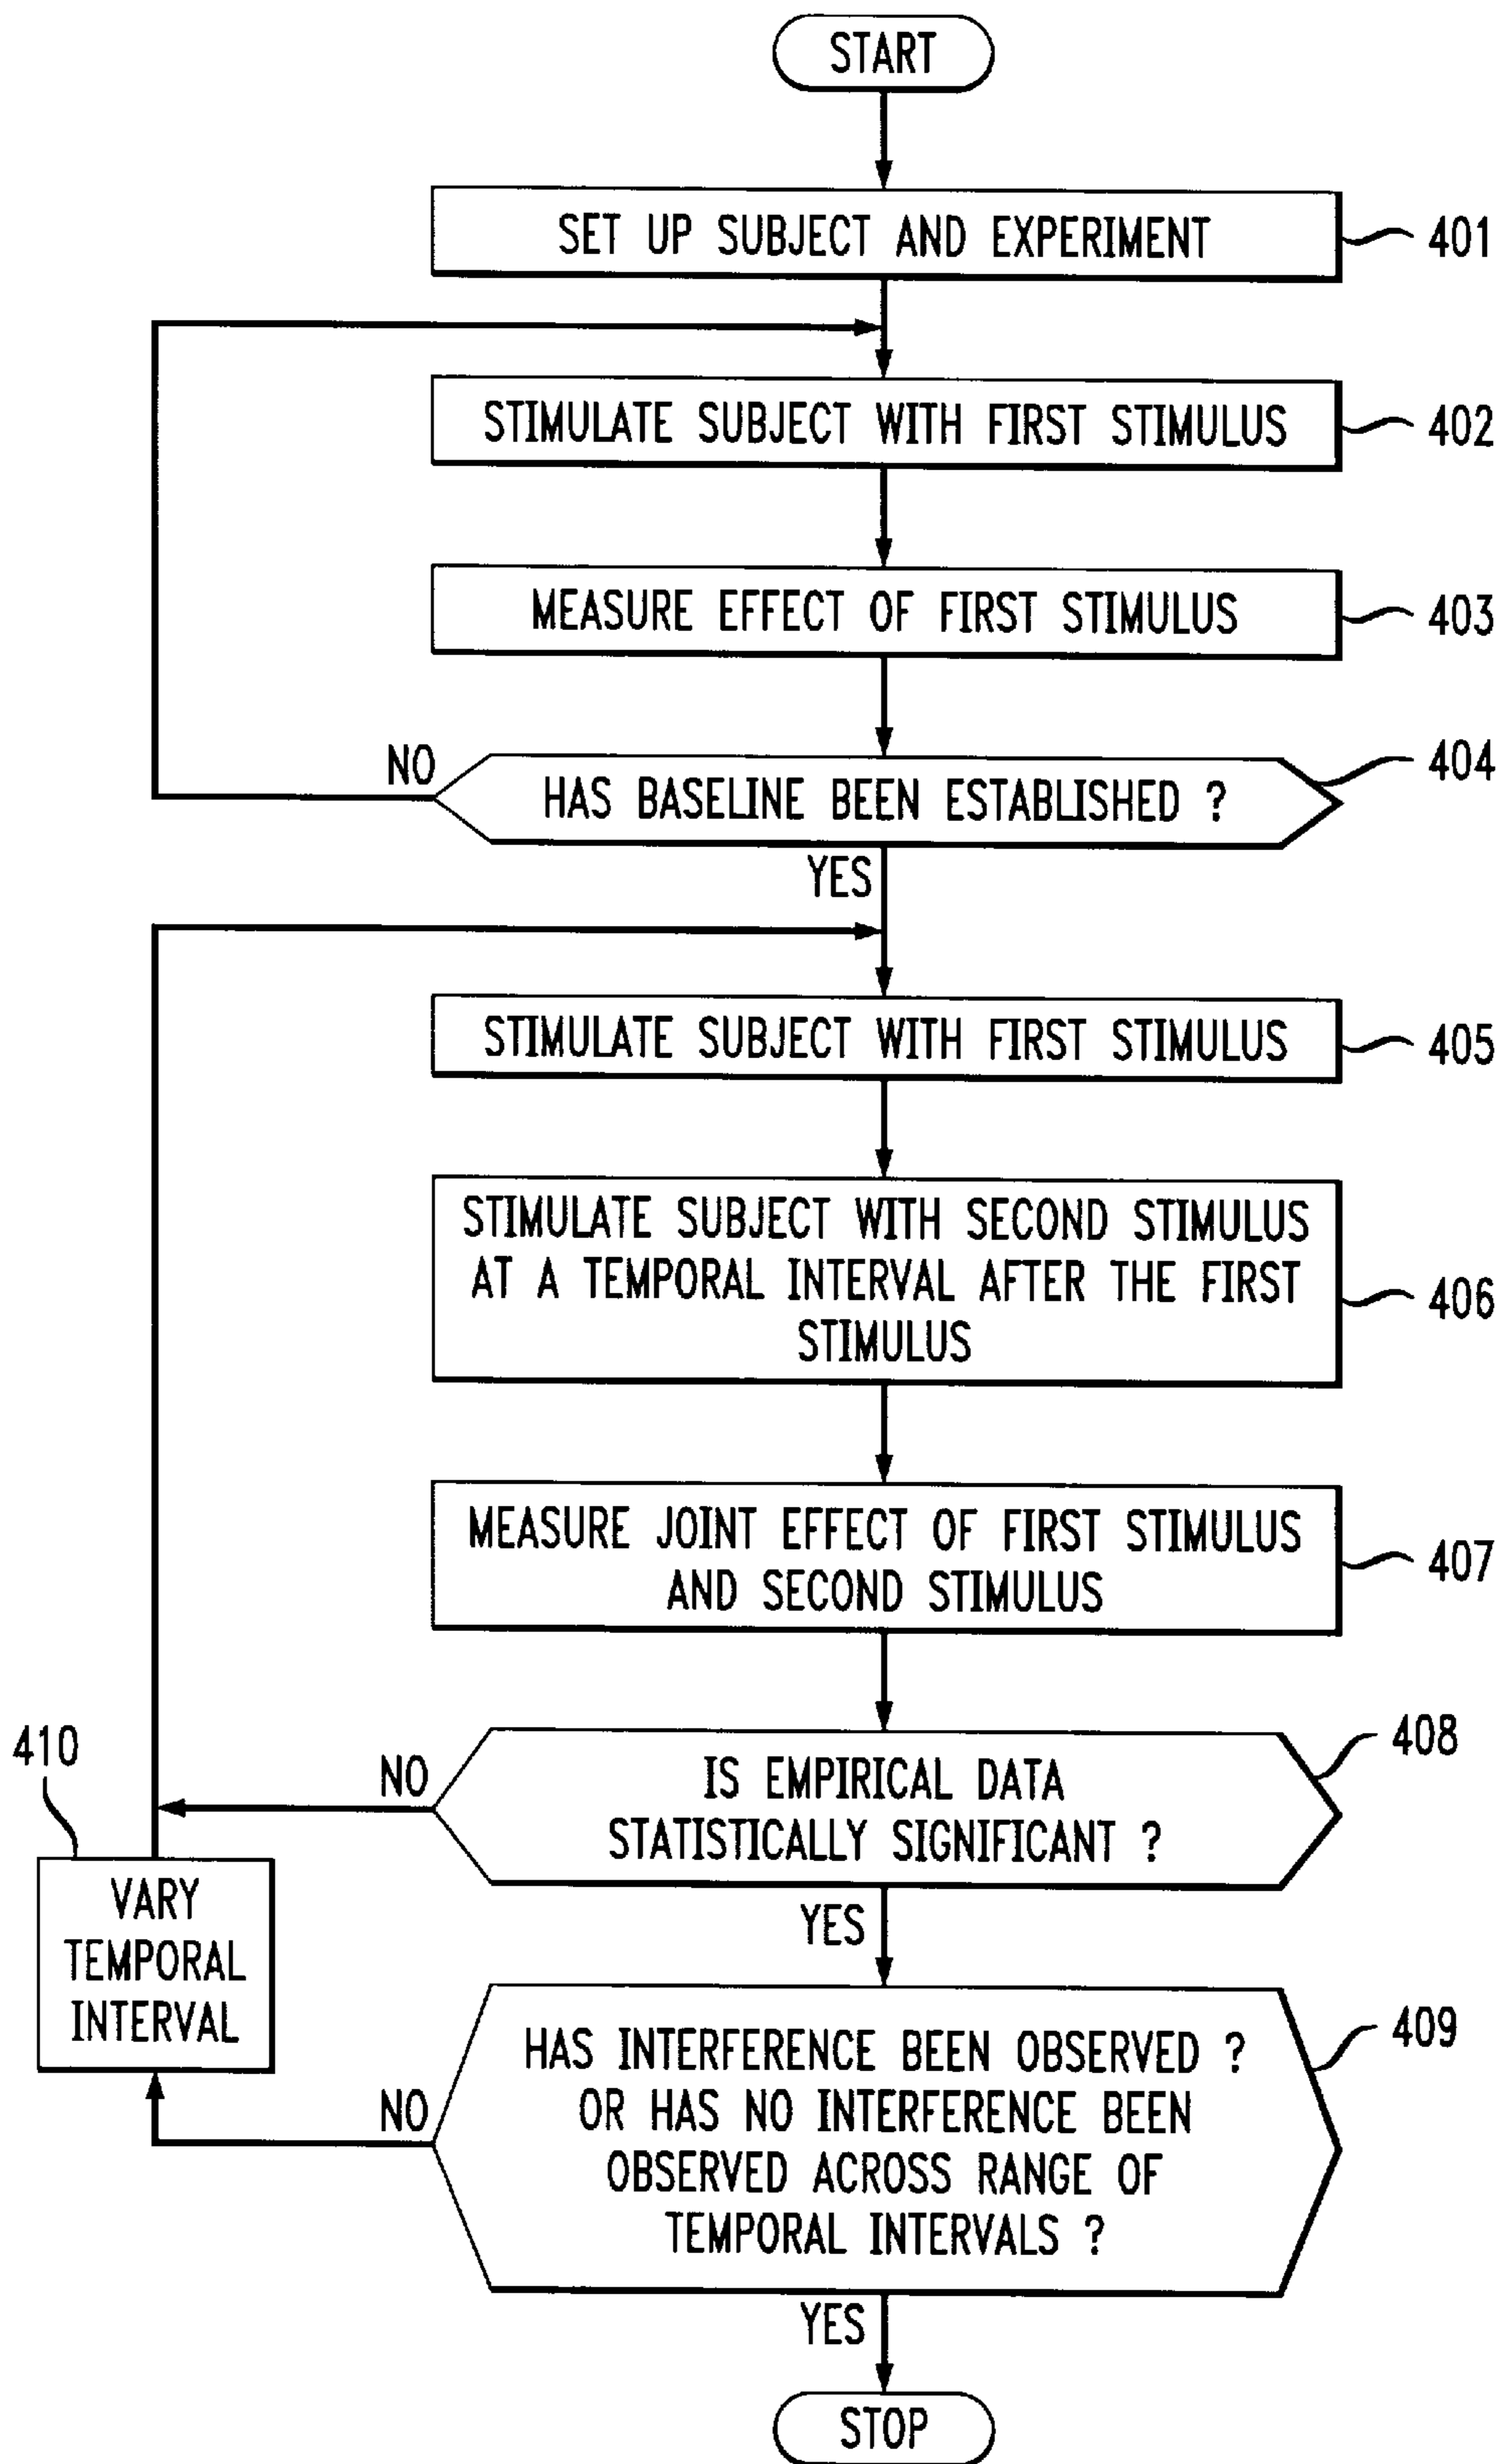 START
SET UP SUBJECT AND EXPERIMENT
401
STIMULATE SUBJECT WITH FIRST STIMULUS
402
MEASURE EFFECT OF FIRST STIMULUS
403
NO
HAS BASELINE BEEN ESTABLISHED ?
404
YES
STIMULATE SUBJECT WITH FIRST STIMULUS
405
STIMULATE SUBJECT WITH SECOND STIMULUS
AT A TEMPORAL INTERVAL AFTER THE FIRST
STIMULUS
406
MEASURE JOINT EFFECT OF FIRST STIMULUS
AND SECOND STIMULUS
407
NO
IS EMPIRICAL DATA
STATISTICALLY SIGNIFICANT ?
408
YES
410
VARY
TEMPORAL
INTERVAL
NO
HAS INTERFERENCE BEEN OBSERVED ?
OR HAS NO INTERFERENCE BEEN
OBSERVED ACROSS RANGE OF
TEMPORAL INTERVALS ?
409
YES
STOP